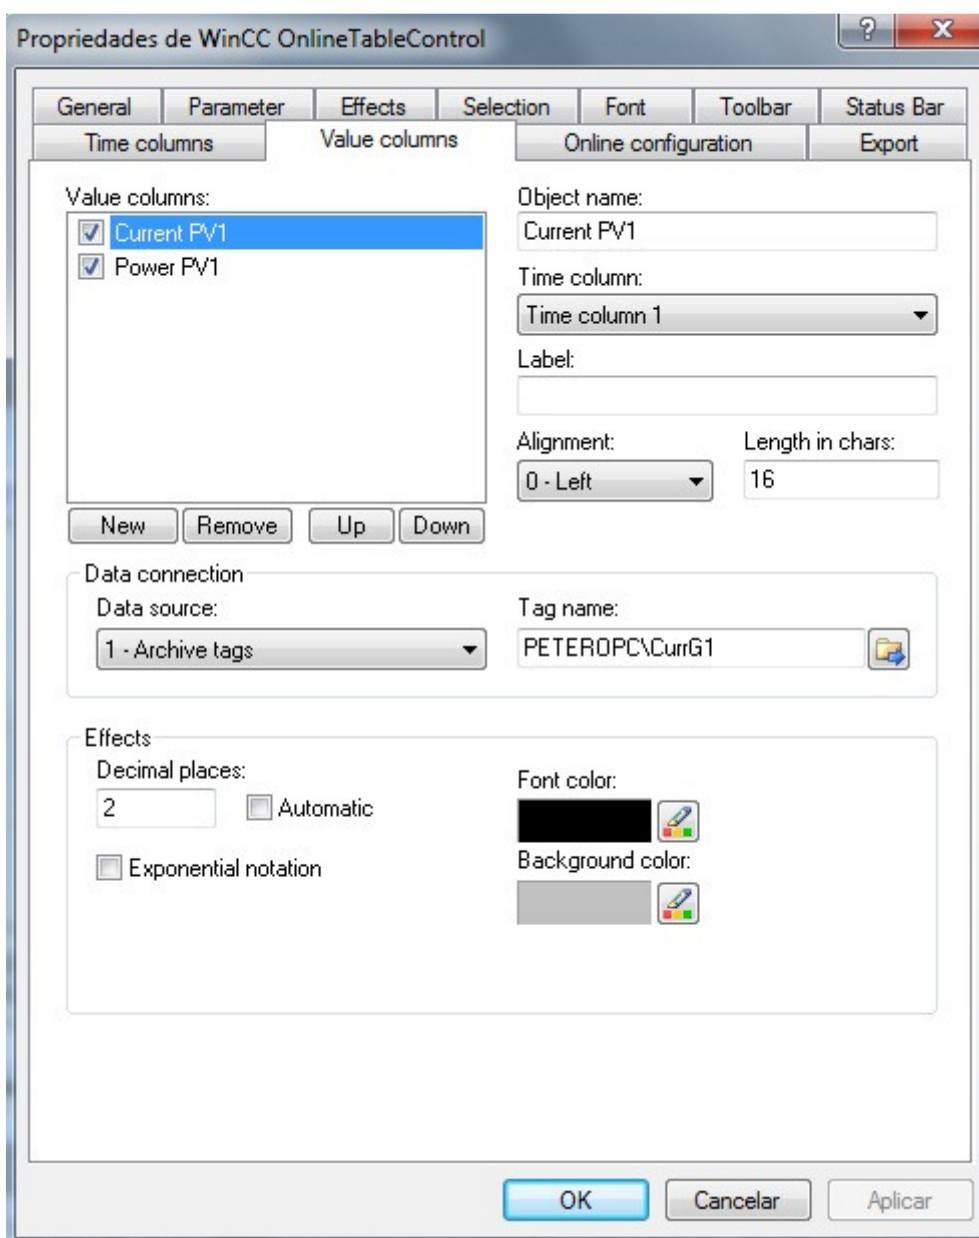 Propriedades de WinCC OnlineTableControl
General Parameter Effects Selection Font Toolbar Status Bar
Time columns Value columns Online configuration Export
Value columns:
Current PV1
Power PV1
New Remove Up Down
Object name:
Current PV1
Time column:
Time column 1
Label:
Alignment: Length in chars:
0 - Left 16
Data connection
Data source: Tag name:
1 - Archive tags PETEROPC\CurrG1
Effects
Decimal places:
2 Automatic
Exponential notation
Font color:
Background color:
OK Cancelar Aplicar